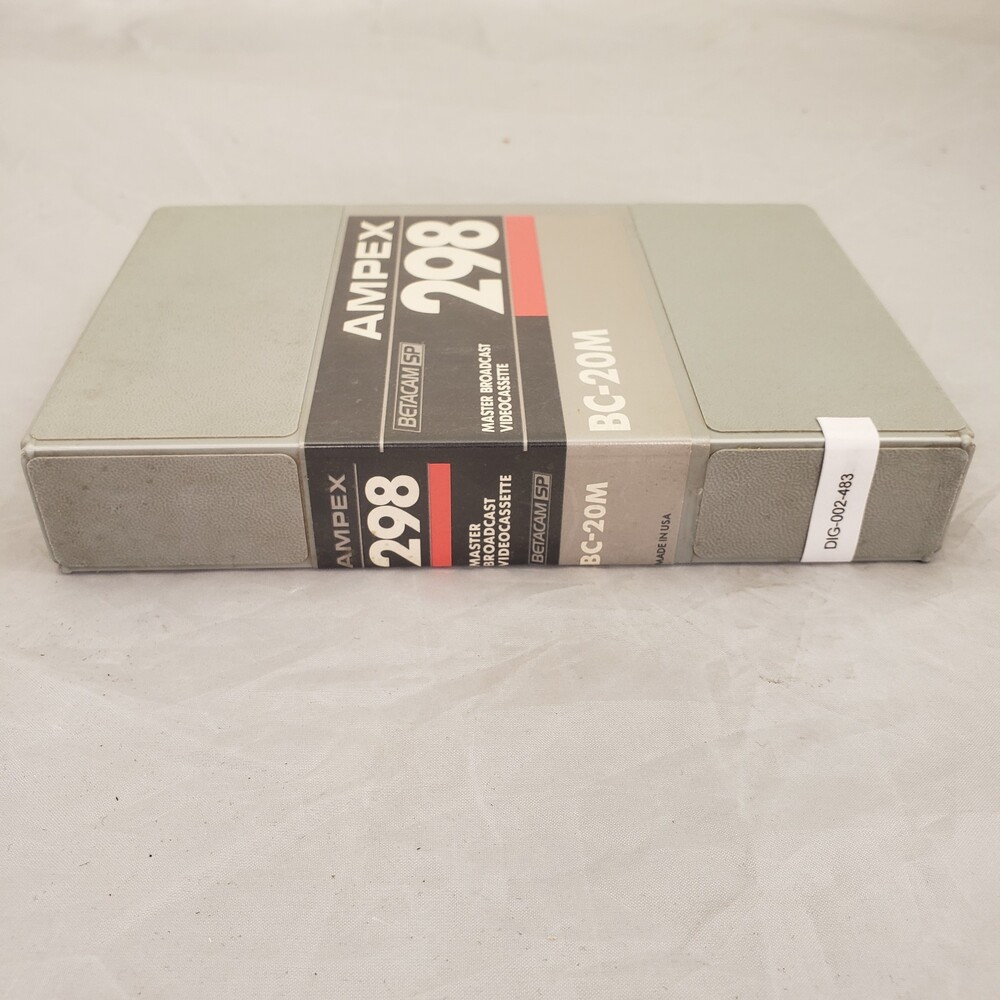 AMPEX
298
BETACAM SP
MASTER BROADCAST
VIDEOCASSETTE
BC-20M
AMPEX
298
MASTER
BROADCAST
VIDEOCASSETTE
BETACAM SP
BC-20M
MADE IN USA
DIG-002-483